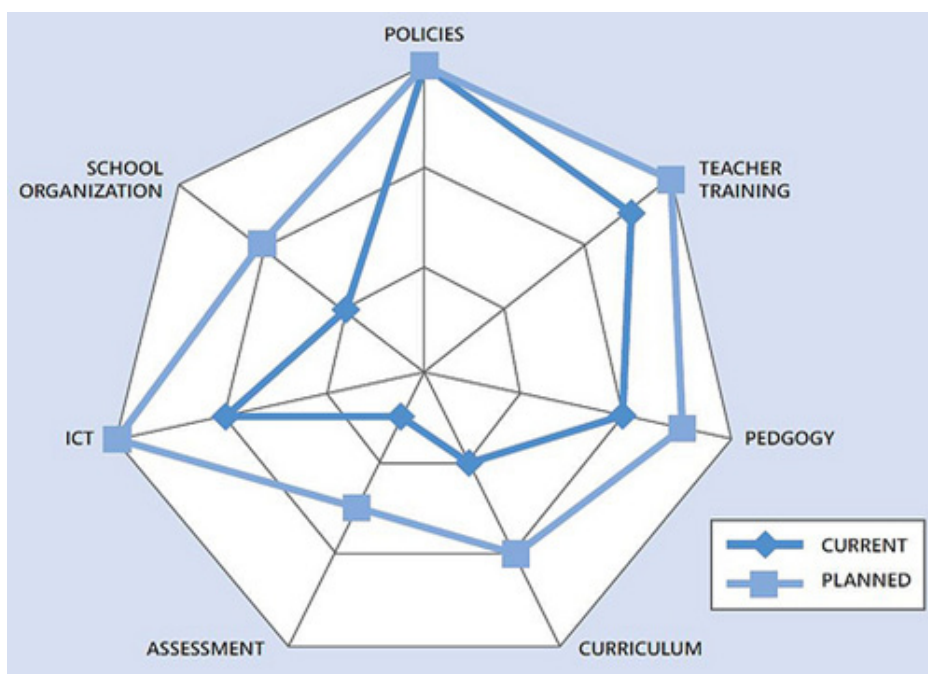 POLICIES
SCHOOL
ORGANIZATION
TEACHER
TRAINING
ICT
PEDGOGY
CURRENT
PLANNED
ASSESSMENT
CURRICULUM